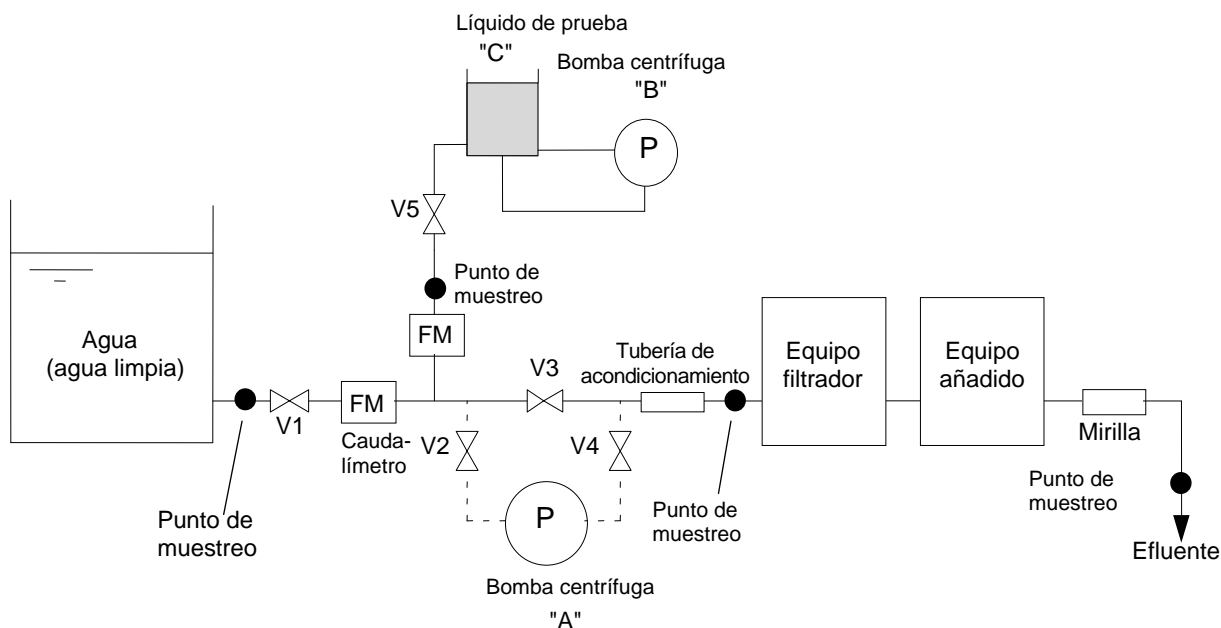 Líquido de prueba
"C"
Bomba centrífuga
"B"
P
V5
Punto de
muestreo
FM
Agua
(agua limpia)
V1
FM
Cauda-
límetro
V3
V2
V4
Tubería de
acondicionamiento
Equipo
filtrador
Equipo
añadido
Mirilla
Punto de
muestreo
P
Bomba centrífuga
"A"
Punto de
muestreo
Punto de
muestreo
Efluente